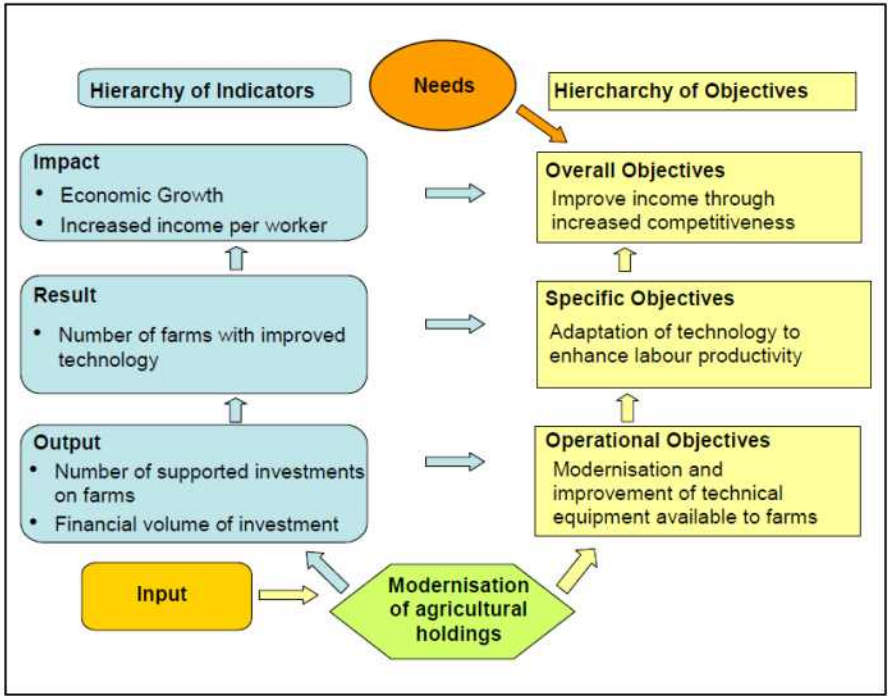 Needs
Hierarchy of Indicators
Hiercharchy of Objectives
Impact
• Economic Growth
• Increased income per worker
Overall Objectives
Improve income through
increased competitiveness
Result
• Number of farms with improved
technology
Specific Objectives
Adaptation of technology to
enhance labour productivity
Output
• Number of supported investments
on farms
• Financial volume of investment
Operational Objectives
Modernisation and
improvement of technical
equipment available to farms
Input
Modernisation
of agricultural
holdings